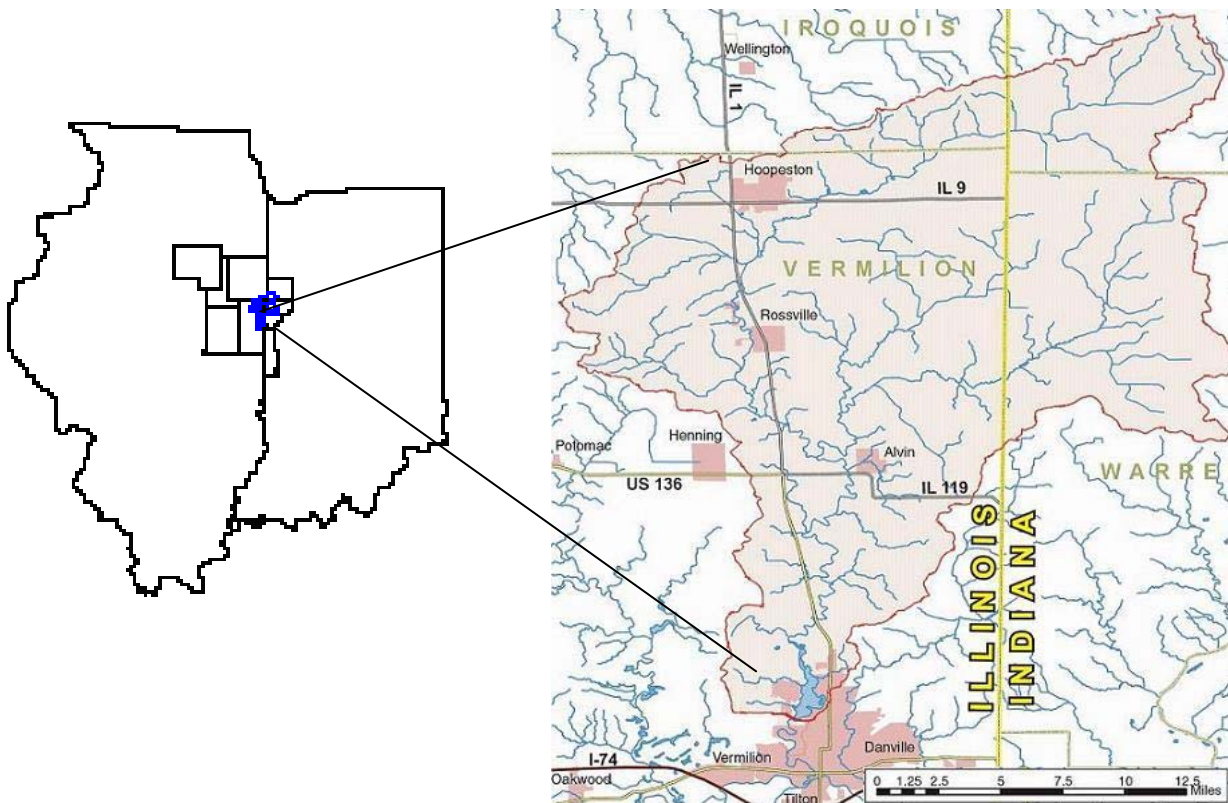 IROQUOIS
Wellington
IL 1
Hoopeston
IL 9
VERMILION
Rossville
Potomac
Henning
Alvin
US 136
IL 119
WARRE
ILLINOIS
INDIANA
Vermilion
Danville
I-74
Oakwood
Tilton
0 1.25 2.5 5 7.5 10 12.5
Miles